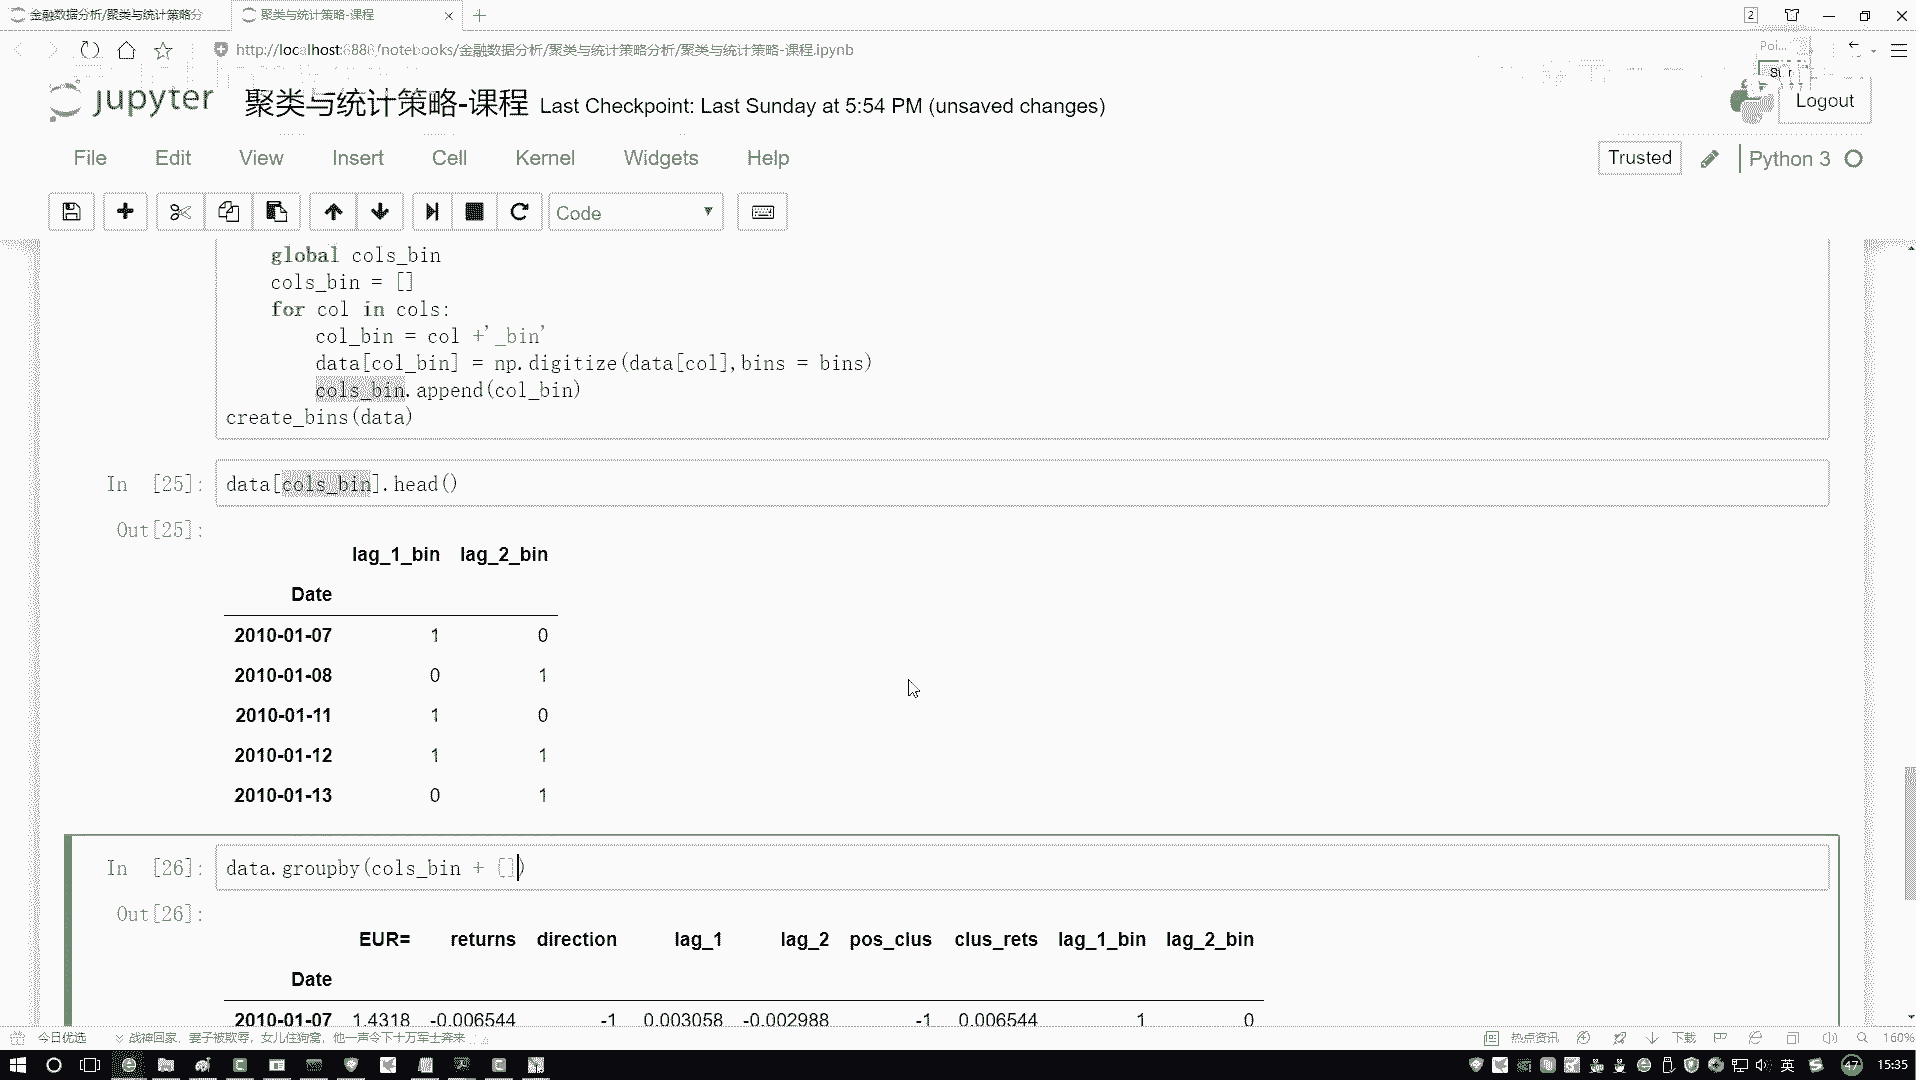 金融数据分析/聚类与统计策略分
聚类与统计策略-课程
2
http://localhost:8886/notebooks/金融数据分析/聚类与统计策略分析/聚类与统计策略-课程.ipynb
Poi...
jupyter 聚类与统计策略-课程 Last Checkpoint: Last Sunday at 5:54 PM (unsaved changes)
Logout
File Edit View Insert Cell Kernel Widgets Help
Trusted Python 3
Code
global cols_bin
cols_bin = []
for col in cols:
col_bin = col +'_bin'
data[col_bin] = np.digitize(data[col],bins = bins)
cols_bin.append(col_bin)
create_bins(data)
In [25]: data[cols_bin].head()
Out[25]:
lag_1_bin lag_2_bin
Date
2010-01-07 1 0
2010-01-08 0 1
2010-01-11 1 0
2010-01-12 1 1
2010-01-13 0 1
In [26]: data.groupby(cols_bin + [])
Out[26]:
EUR= returns direction lag_1 lag_2 pos_clus clus_rets lag_1_bin lag_2_bin
Date
2010-01-07 1.4318 -0.006544 -1 0.003058 -0.002988 -1 0.006544 1 0
今日优选 战神回家，妻子被欺辱，女儿住狗窝，他一声令下十万军士奔来
热点资讯 下载 160%
英 47 15:35